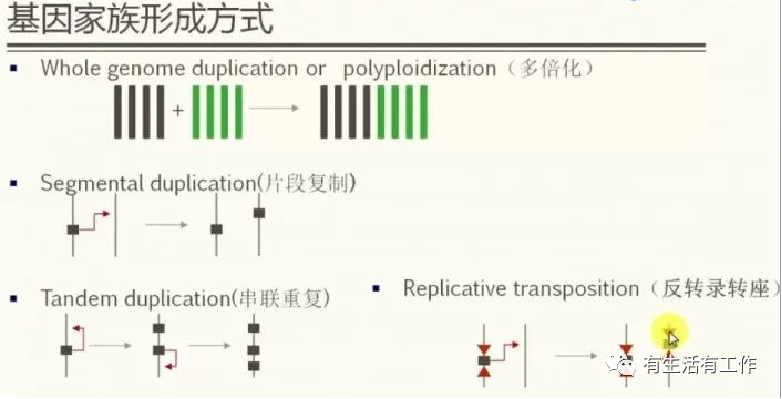 基因家族形成方式
Whole genome duplication or polyploidization（多倍化）
+
Segmental duplication(片段复制)
Tandem duplication(串联重复)
Replicative transposition（反转录转座）
有生活有工作